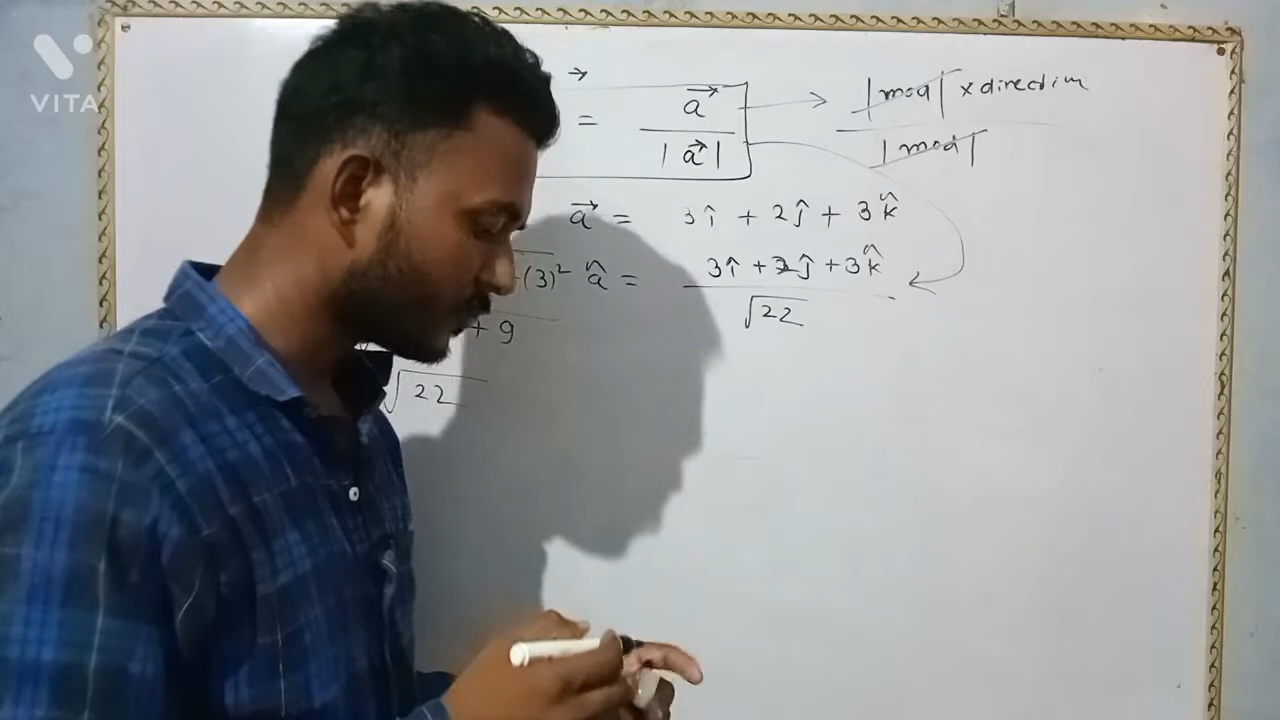 VITA
= a⃗ / |a⃗| → |mod| × direction / |mod|
a⃗ = 3î + 2ĵ + 3k̂
(3)² â = 3î + 2ĵ + 3k̂ / √22
+ 9
√22